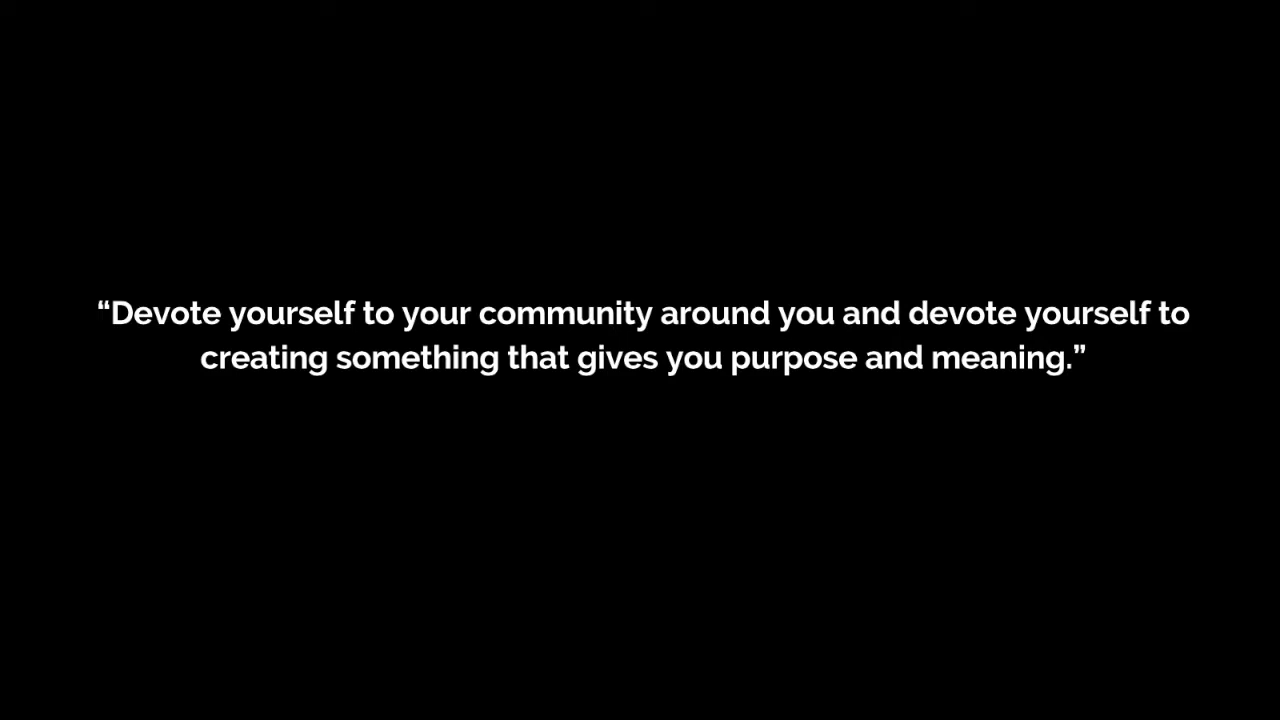 “Devote yourself to your community around you and devote yourself to
creating something that gives you purpose and meaning.”